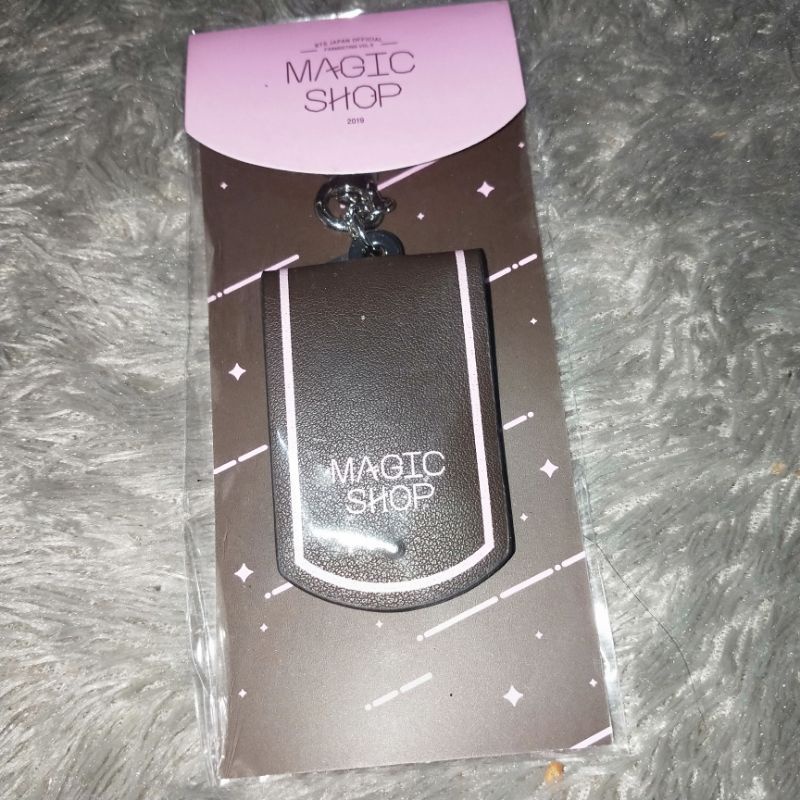 BTS JAPAN OFFICIAL
FANMEETING VOL.5
MAGIC
SHOP
2019
MAGIC
SHOP